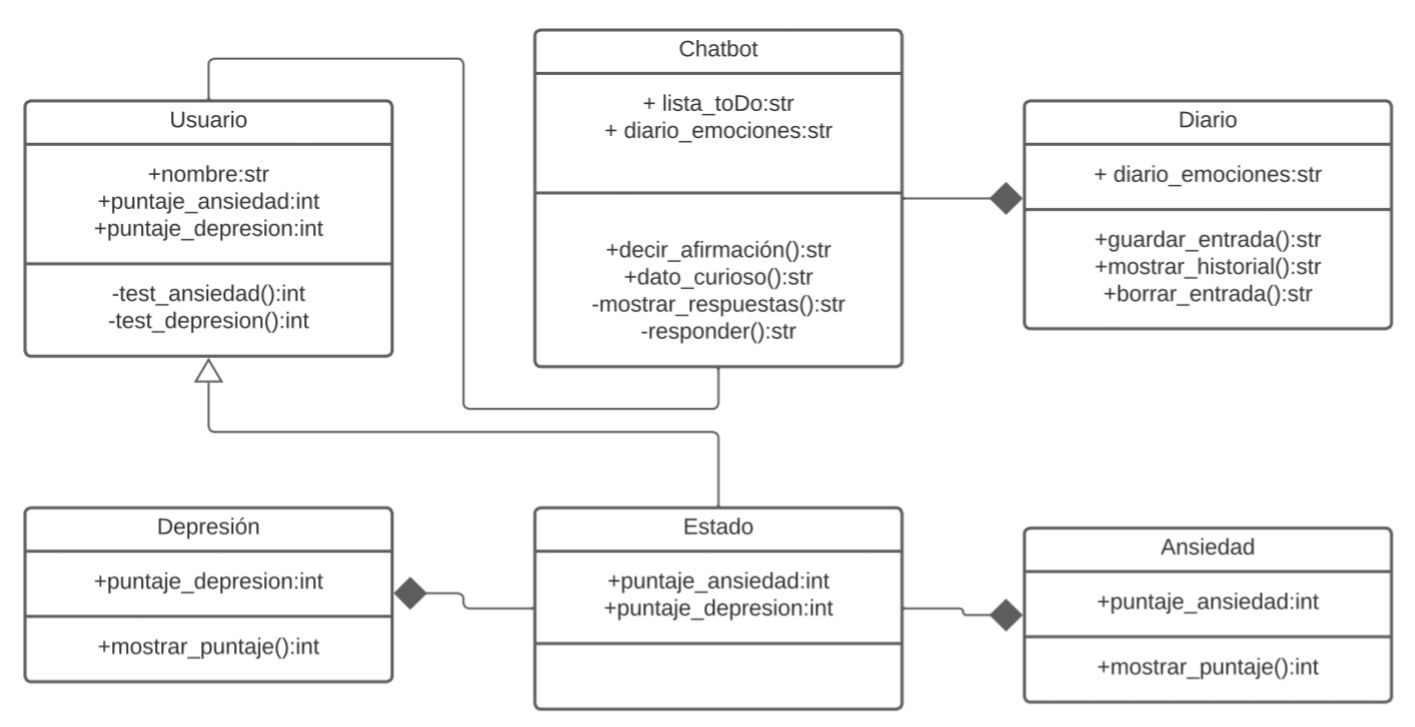 Usuario
+nombre:str
+puntaje_ansiedad:int
+puntaje_depresion:int
-test_ansiedad():int
-test_depresion():int
Chatbot
+ lista_toDo:str
+ diario_emociones:str
+decir_afirmación():str
+dato_curioso():str
-mostrar_respuestas():str
-responder():str
Diario
+ diario_emociones:str
+guardar_entrada():str
+mostrar_historial():str
+borrar_entrada():str
Depresión
+puntaje_depresion:int
+mostrar_puntaje():int
Estado
+puntaje_ansiedad:int
+puntaje_depresion:int
Ansiedad
+puntaje_ansiedad:int
+mostrar_puntaje():int